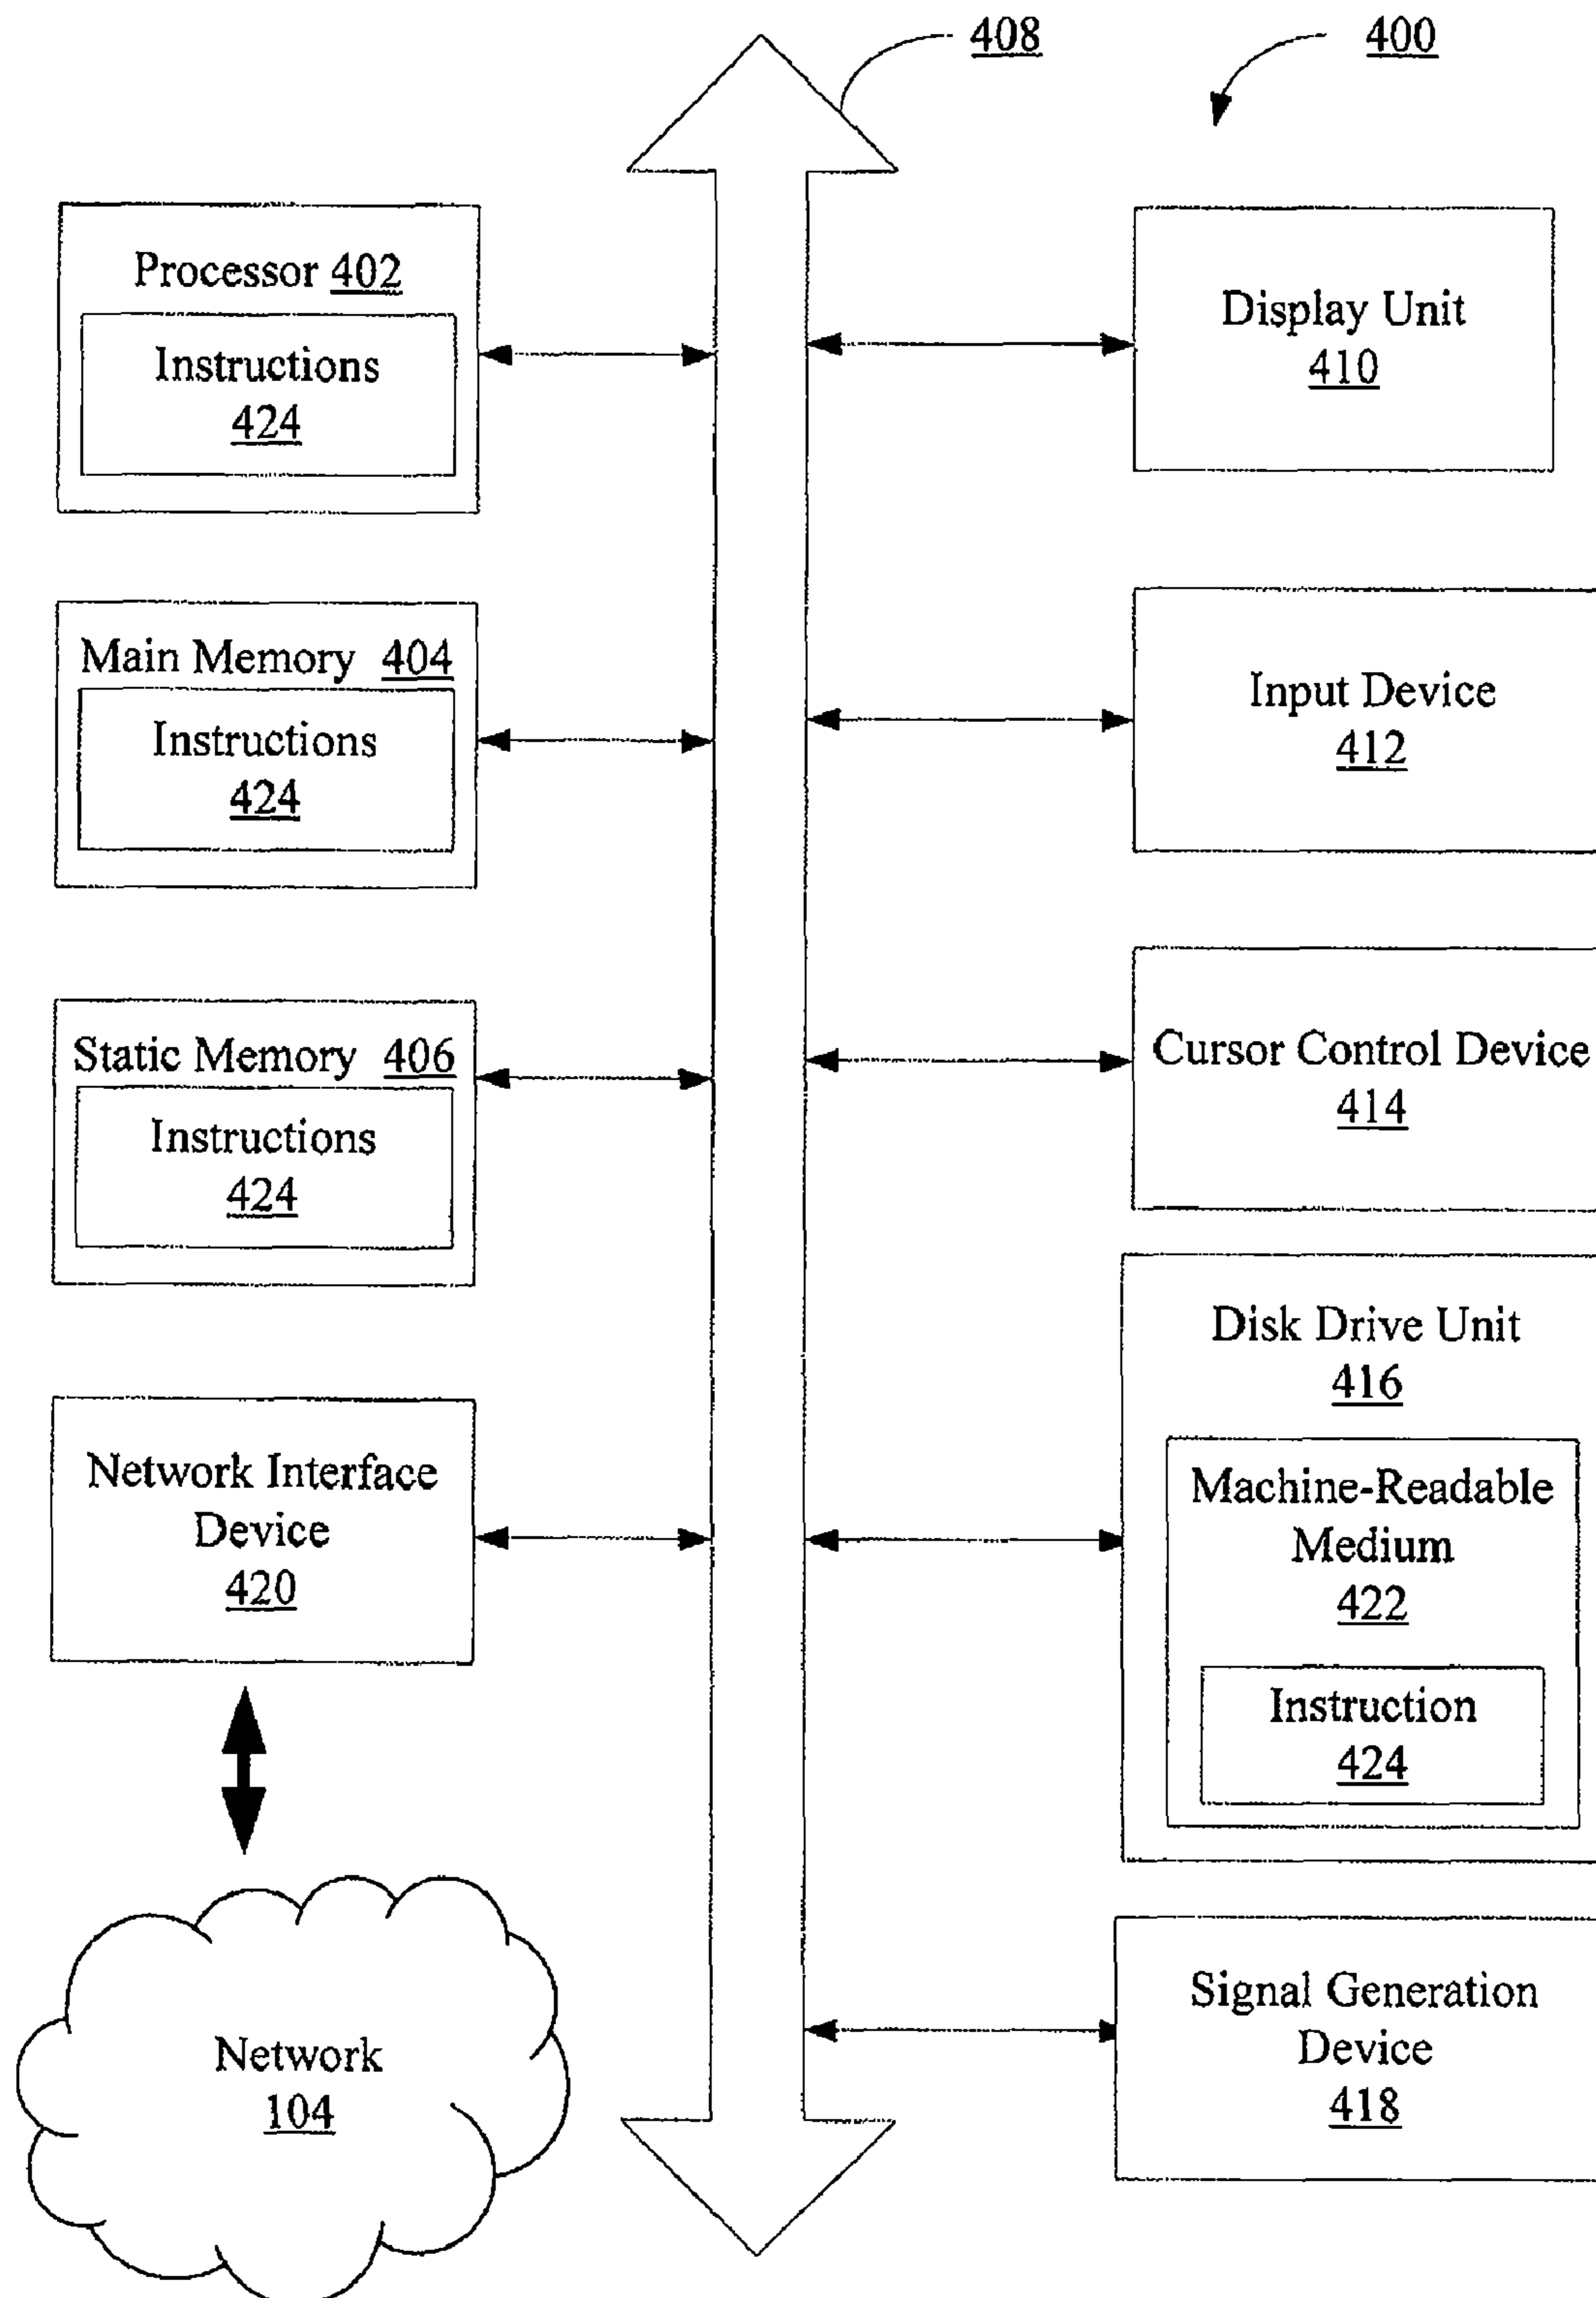 408
400
Processor 402
Instructions
424
Main Memory 404
Instructions
424
Static Memory 406
Instructions
424
Network Interface
Device
420
Network
104
Display Unit
410
Input Device
412
Cursor Control Device
414
Disk Drive Unit
416
Machine-Readable
Medium
422
Instruction
424
Signal Generation
Device
418